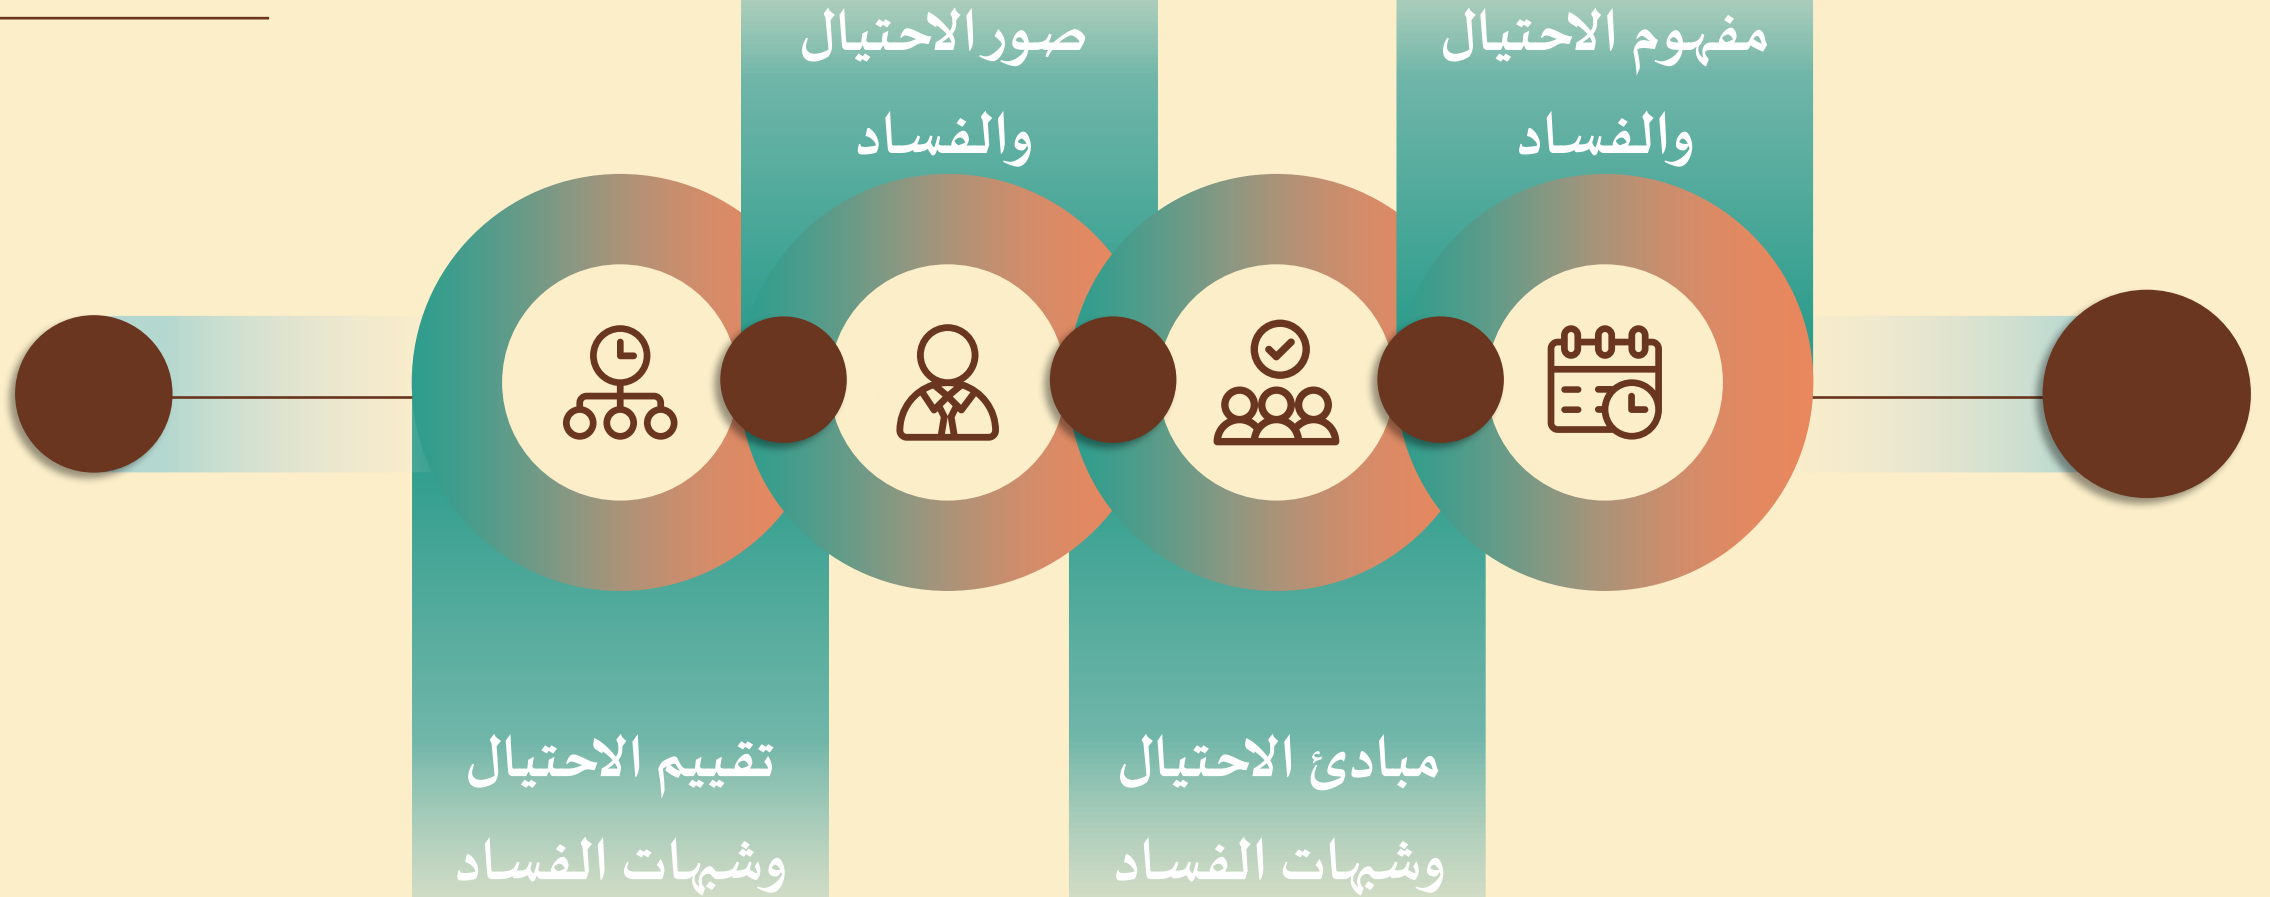 مفهوم الاحتيال
والفساد
صور الاحتيال
والفساد
مبادئ الاحتيال
وشبهات الفساد
تقييم الاحتيال
وشبهات الفساد